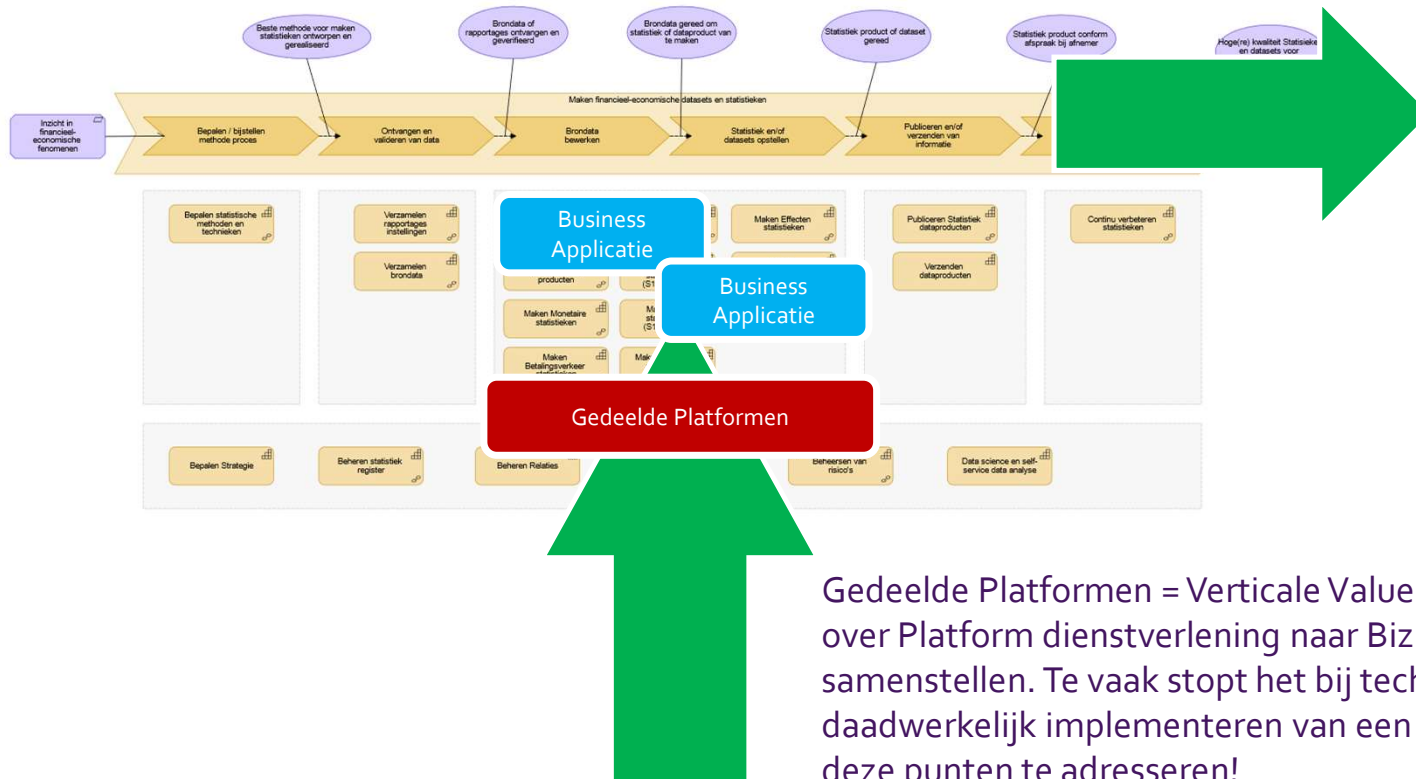 Beste methode voor maken
statistieken ontworpen en
gerealiseerd
Brondata of
rapportages ontvangen en
geverifieerd
Brondata gereed om
statistiek of dataproduct van
te maken
Statistiek product of dataset
gereed
Statistiek product conform
afspraak bij afnemer
Hoge(re) kwaliteit Statisieke
en datasets voor
Maken financieel-economische datasets en statistieken
Inzicht in
financieel-
economische
fenomenen
Bepalen / bijstellen
methode proces
Ontvangen en
valideren van data
Brondata
bewerken
Statistiek en/of
datasets opstellen
Publiceren en/of
verzenden van
informatie
Bepalen statistische
methoden en
technieken
Verzamelen
rapportages
instellingen
Verzamelen
brondata
Business
Applicatie
Business
Applicatie
producten
(S1
Maken Monetaire
statistieken
(S1
Maken
Betalingsverkeer
statistieken
Maken Effecten
statistieken
Publiceren Statistiek
dataproducten
Verzenden
dataproducten
Continu verbeteren
statistieken
Gedeelde Platformen
Bepalen Strategie
Beheren statistiek
register
Beheren Relaties
Beheersen van
risico's
Data science en self-
service data analyse
Gedeelde Platformen = Verticale Value
over Platform dienstverlening naar Biz
samenstellen. Te vaak stopt het bij tech
daadwerkelijk implementeren van een
deze punten te adresseren!